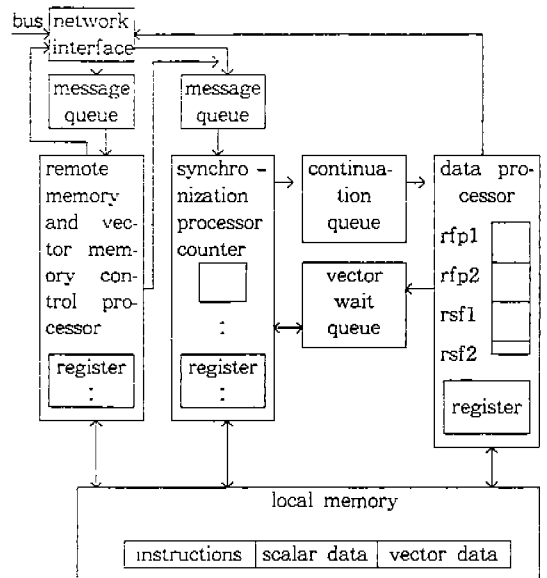 bus
network
interface
message
queue
message
queue
remote
memory
and vec-
tor mem-
ory con-
trol pro-
cessor
register
:
synchro -
nization
processor
counter
:
register
:
continua-
tion
queue
vector
wait
queue
data pro-
cessor
rfp1
rfp2
rsf1
rsf2
register
local memory
instructions
scalar data
vector data